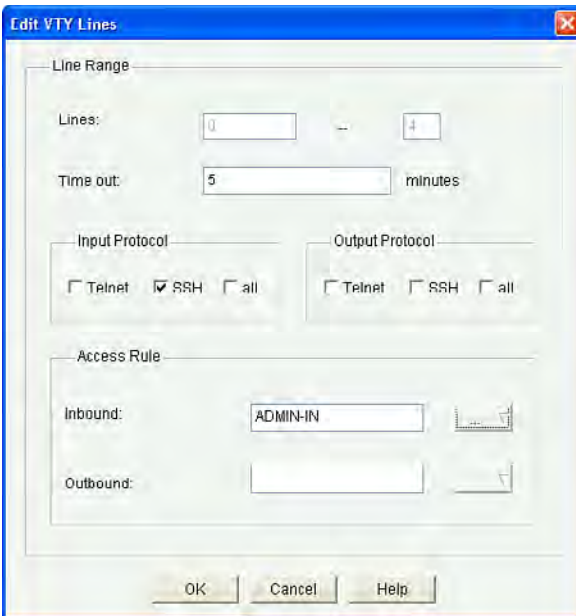 Edit VTY Lines
Line Range
Lines: 0 -- 4
Time out: 5 minutes
Input Protocol
Telnet SSH all
Output Protocol
Telnet SSH all
Access Rule
Inbound: ADMIN-IN ...
Outbound:
OK Cancel Help